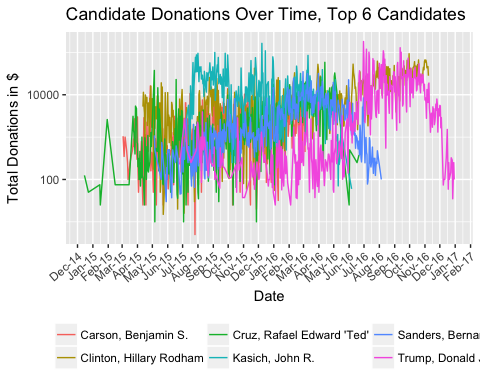 Candidate Donations Over Time, Top 6 Candidates
Total Donations in $
10000
100
Dec-14 Jan-15 Feb-15 Mar-15 Apr-15 May-15 Jun-15 Jul-15 Aug-15 Sep-15 Oct-15 Nov-15 Dec-15 Jan-16 Feb-16 Mar-16 Apr-16 May-16 Jun-16 Jul-16 Aug-16 Sep-16 Oct-16 Nov-16 Dec-16 Jan-17 Feb-17
Date
Carson, Benjamin S. Cruz, Rafael Edward 'Ted' Sanders, Berna
Clinton, Hillary Rodham Kasich, John R. Trump, Donald